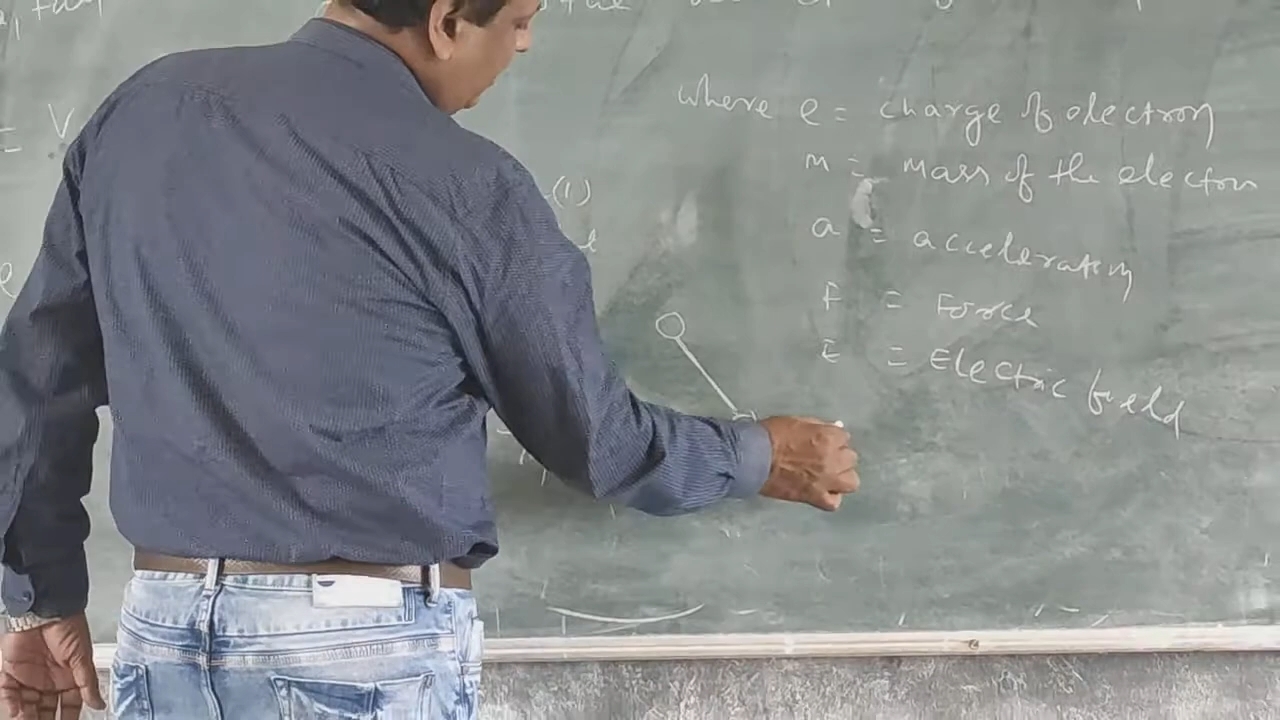 = V
where e = charge of electron
m = mass of the electron
(1)
a = acceleration
e
F = Force
E = Electric field